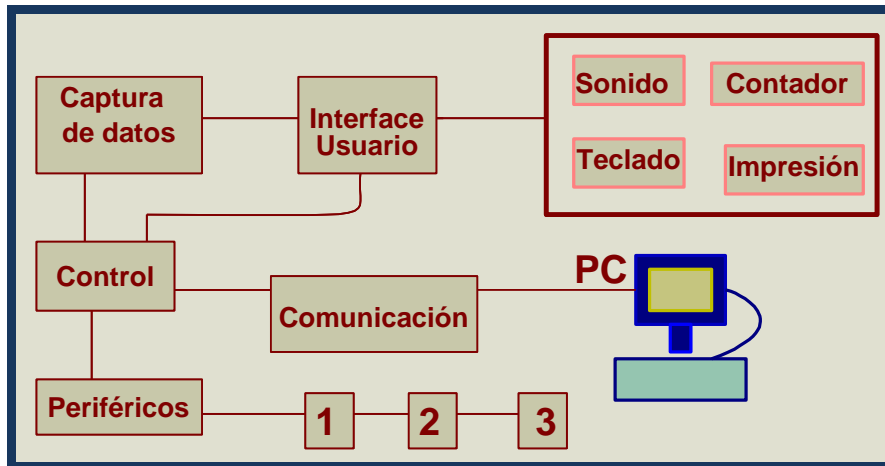 Captura
de datos
Interface
Usuario
Sonido
Contador
Teclado
Impresión
Control
Comunicación
PC
Periféricos
1
2
3